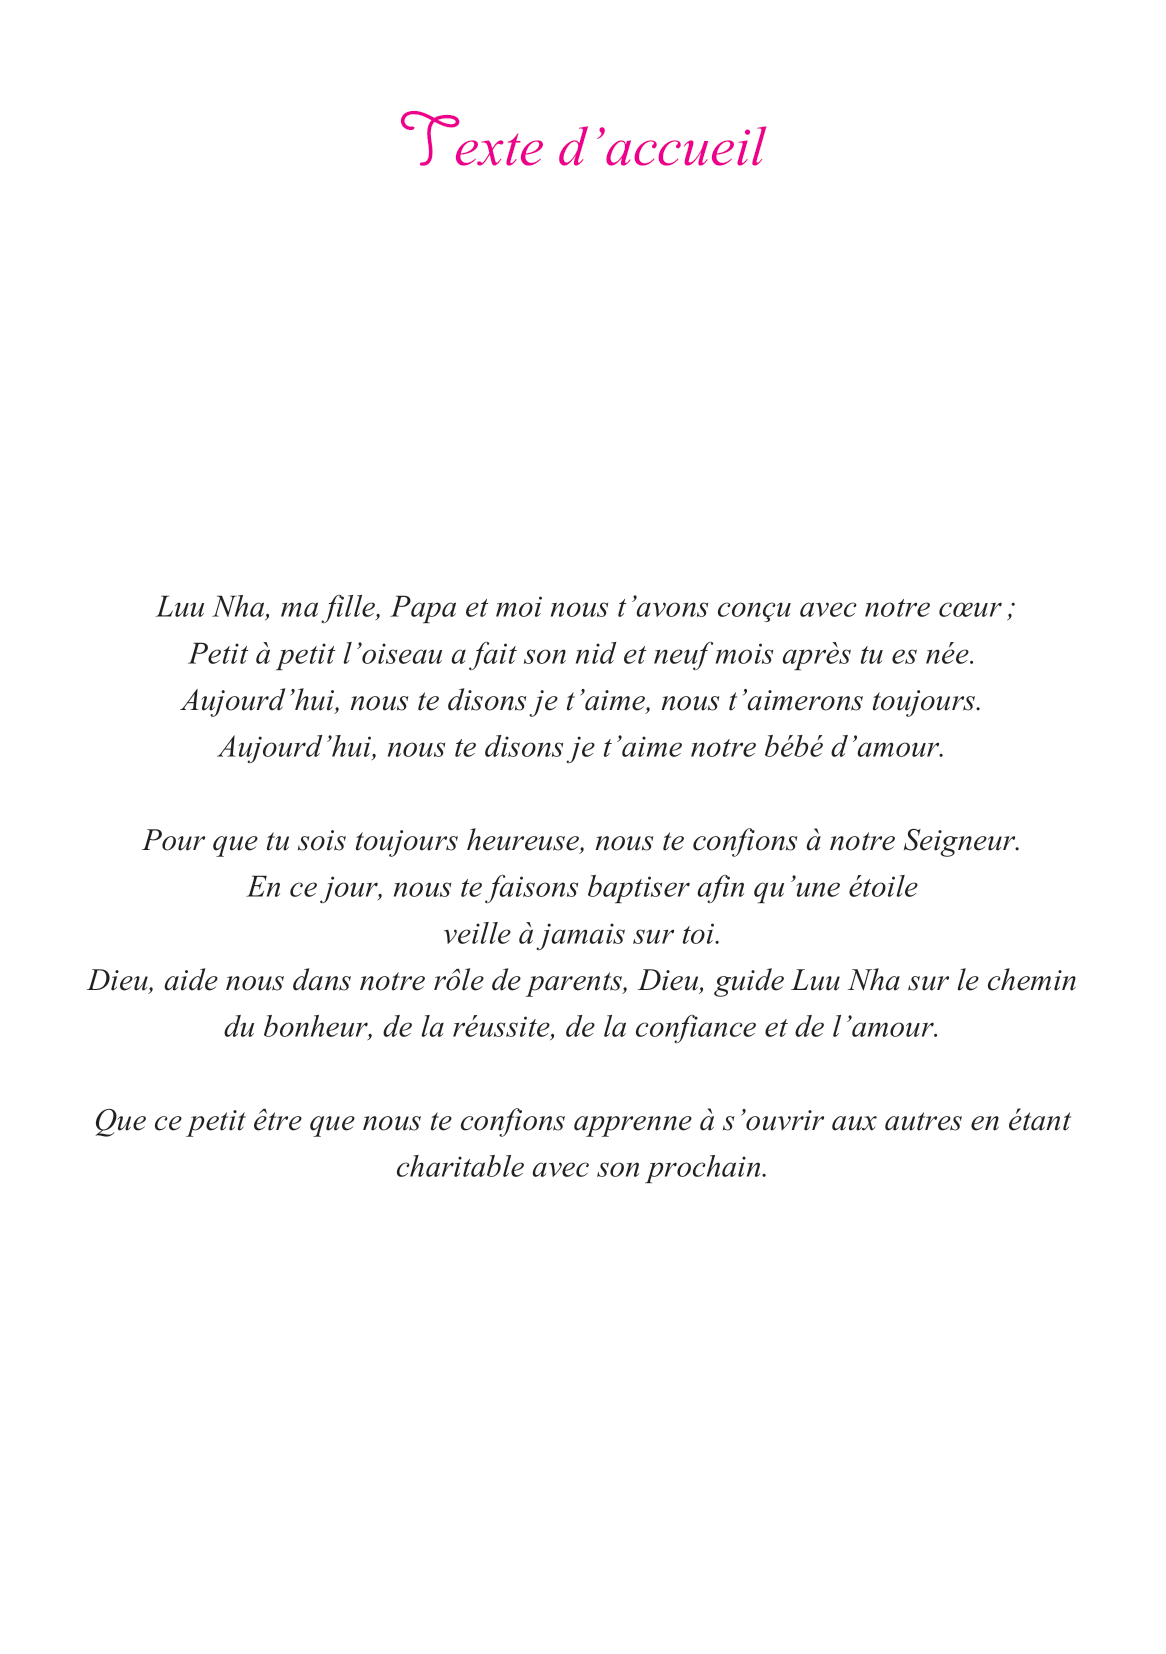 Texte d’accueil
Luu Nha, ma fille, Papa et moi nous t’avons conçu avec notre cœur ;
Petit à petit l’oiseau a fait son nid et neuf mois après tu es née.
Aujourd’hui, nous te disons je t’aime, nous t’aimerons toujours.
Aujourd’hui, nous te disons je t’aime notre bébé d’amour.
Pour que tu sois toujours heureuse, nous te confions à notre Seigneur.
En ce jour, nous te faisons baptiser afin qu’une étoile
veille à jamais sur toi.
Dieu, aide nous dans notre rôle de parents, Dieu, guide Luu Nha sur le chemin
du bonheur, de la réussite, de la confiance et de l’amour.
Que ce petit être que nous te confions apprenne à s’ouvrir aux autres en étant
charitable avec son prochain.